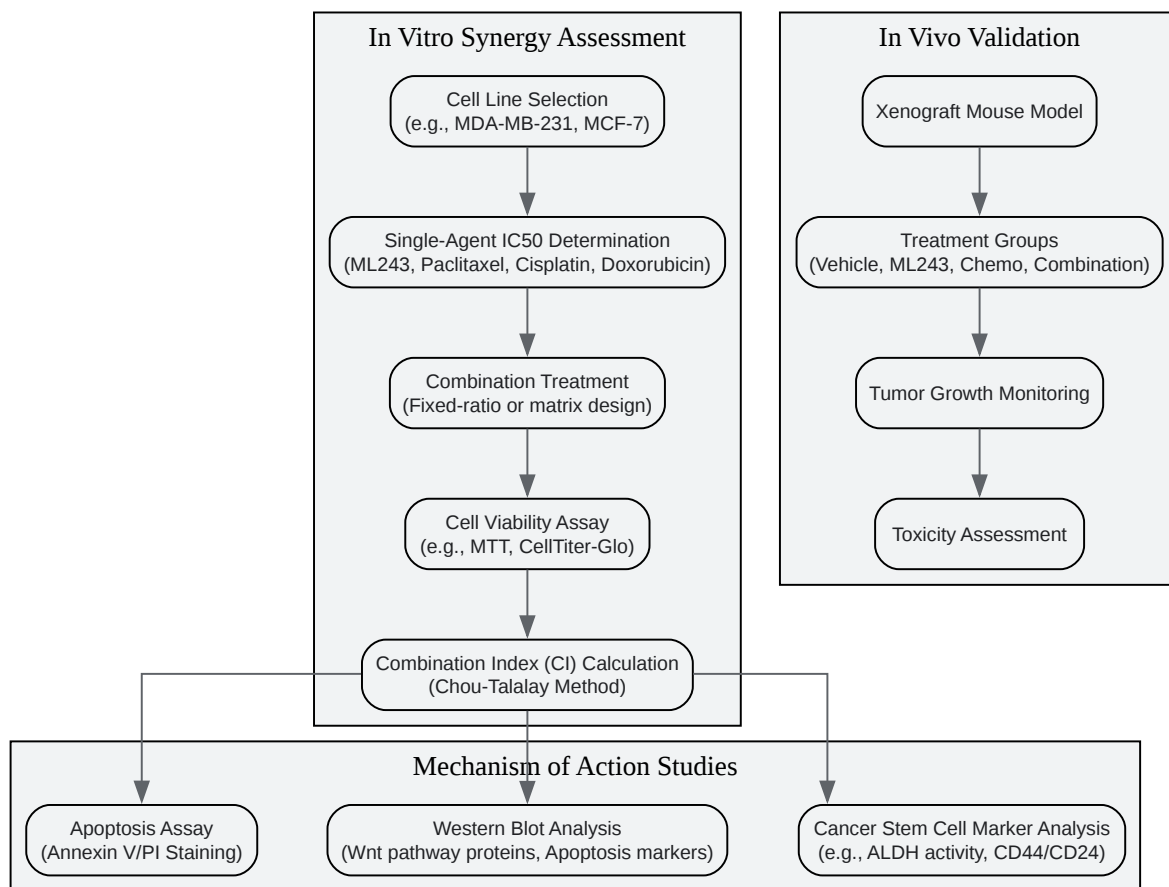 In Vitro Synergy Assessment
Cell Line Selection
(e.g., MDA-MB-231, MCF-7)
Single-Agent IC50 Determination
(ML243, Paclitaxel, Cisplatin, Doxorubicin)
Combination Treatment
(Fixed-ratio or matrix design)
Cell Viability Assay
(e.g., MTT, CellTiter-Glo)
Combination Index (CI) Calculation
(Chou-Talalay Method)
In Vivo Validation
Xenograft Mouse Model
Treatment Groups
(Vehicle, ML243, Chemo, Combination)
Tumor Growth Monitoring
Toxicity Assessment
Mechanism of Action Studies
Apoptosis Assay
(Annexin V/PI Staining)
Western Blot Analysis
(Wnt pathway proteins, Apoptosis markers)
Cancer Stem Cell Marker Analysis
(e.g., ALDH activity, CD44/CD24)